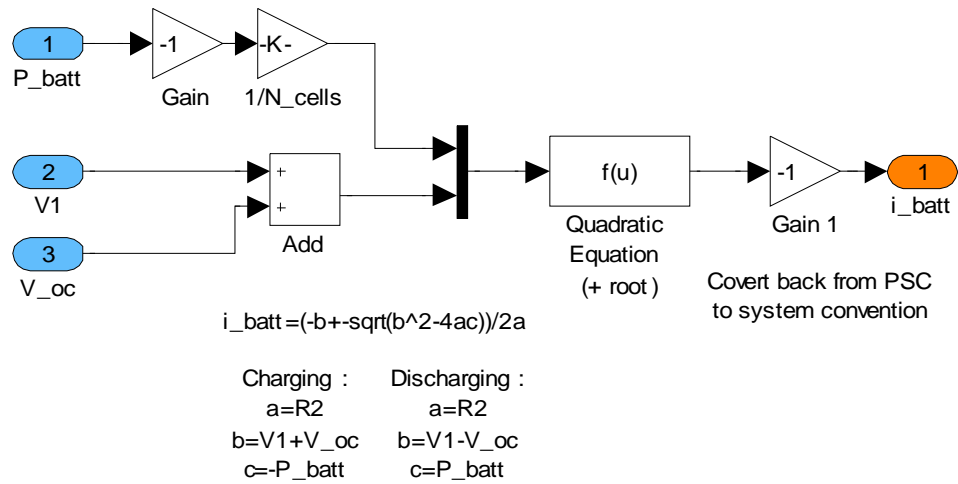 1
P_batt
-1
Gain
-K-
1/N_cells
2
V1
3
V_oc
+
+
Add
f(u)
Quadratic
Equation
(+ root )
-1
Gain 1
1
i_batt
Covert back from PSC
to system convention
i_batt=(-b+-sqrt(b^2-4ac))/2a
Charging :
a=R2
b=V1+V_oc
c=-P_batt
Discharging :
a=R2
b=V1-V_oc
c=P_batt